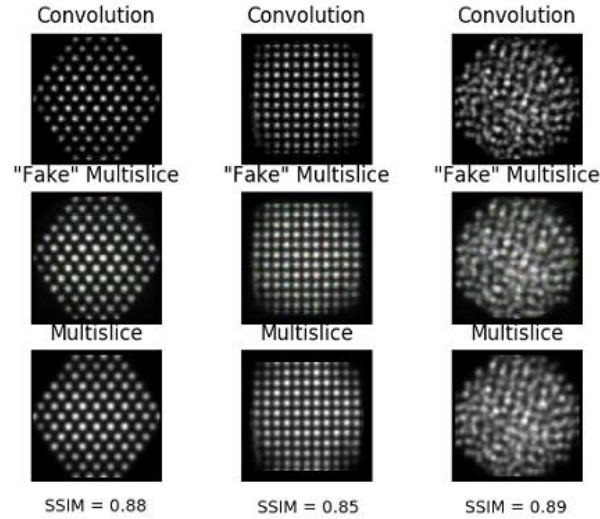 Convolution Convolution Convolution
"Fake" Multislice "Fake" Multislice "Fake" Multislice
Multislice Multislice Multislice
SSIM = 0.88 SSIM = 0.85 SSIM = 0.89